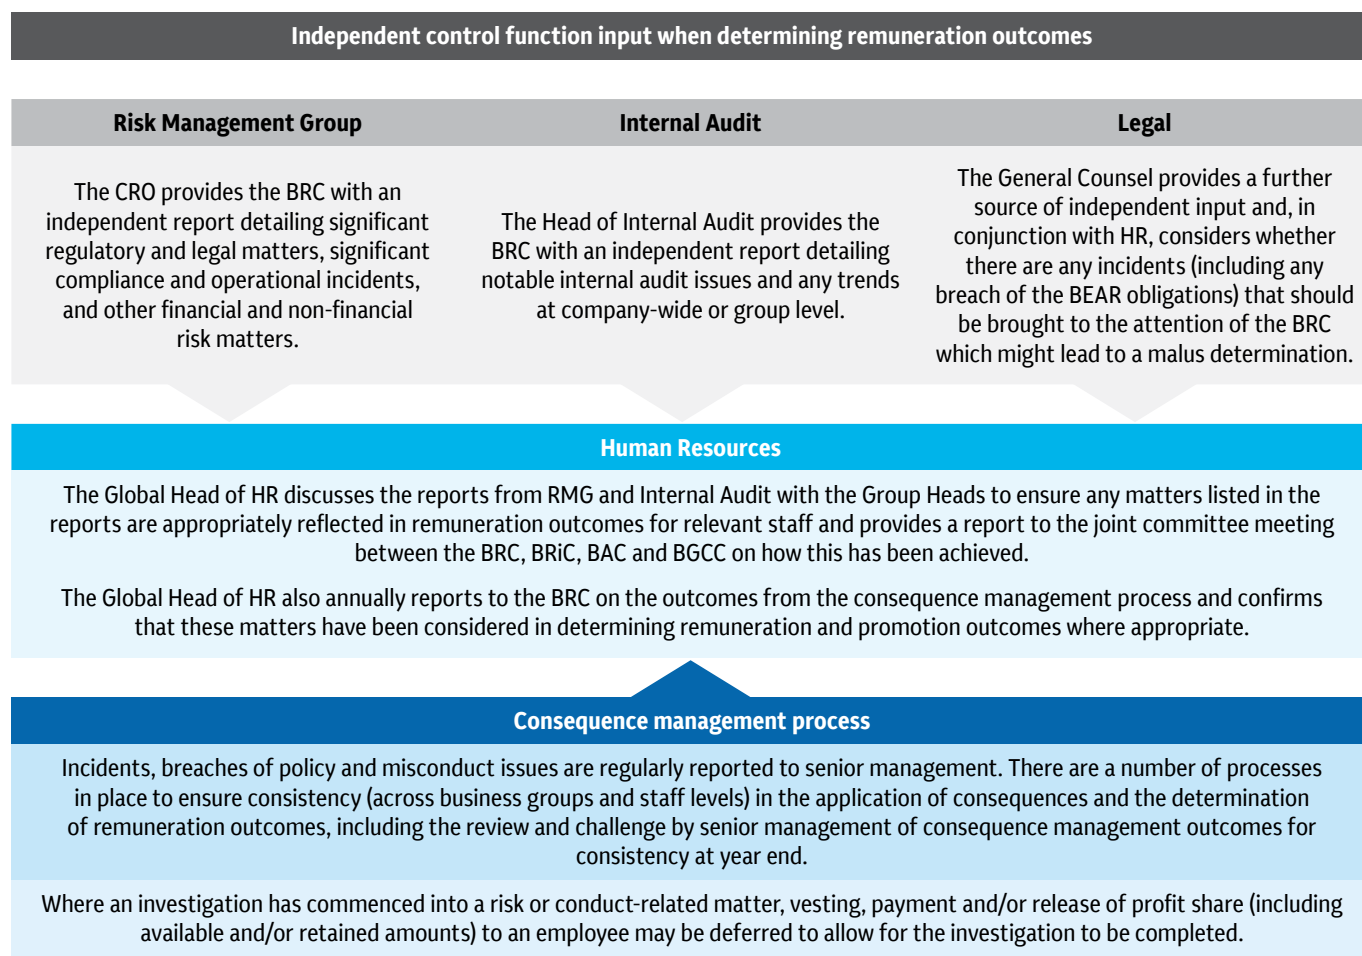 Independent control function input when determining remuneration outcomes
Risk Management Group
The CRO provides the BRC with an
independent report detailing significant
regulatory and legal matters, significant
compliance and operational incidents,
and other financial and non-financial
risk matters.
Internal Audit
The Head of Internal Audit provides the
BRC with an independent report detailing
notable internal audit issues and any trends
at company-wide or group level.
Legal
The General Counsel provides a further
source of independent input and, in
conjunction with HR, considers whether
there are any incidents (including any
breach of the BEAR obligations) that should
be brought to the attention of the BRC
which might lead to a malus determination.
Human Resources
The Global Head of HR discusses the reports from RMG and Internal Audit with the Group Heads to ensure any matters listed in the
reports are appropriately reflected in remuneration outcomes for relevant staff and provides a report to the joint committee meeting
between the BRC, BRiC, BAC and BGCC on how this has been achieved.
The Global Head of HR also annually reports to the BRC on the outcomes from the consequence management process and confirms
that these matters have been considered in determining remuneration and promotion outcomes where appropriate.
Consequence management process
Incidents, breaches of policy and misconduct issues are regularly reported to senior management. There are a number of processes
in place to ensure consistency (across business groups and staff levels) in the application of consequences and the determination
of remuneration outcomes, including the review and challenge by senior management of consequence management outcomes for
consistency at year end.
Where an investigation has commenced into a risk or conduct-related matter, vesting, payment and/or release of profit share (including
available and/or retained amounts) to an employee may be deferred to allow for the investigation to be completed.